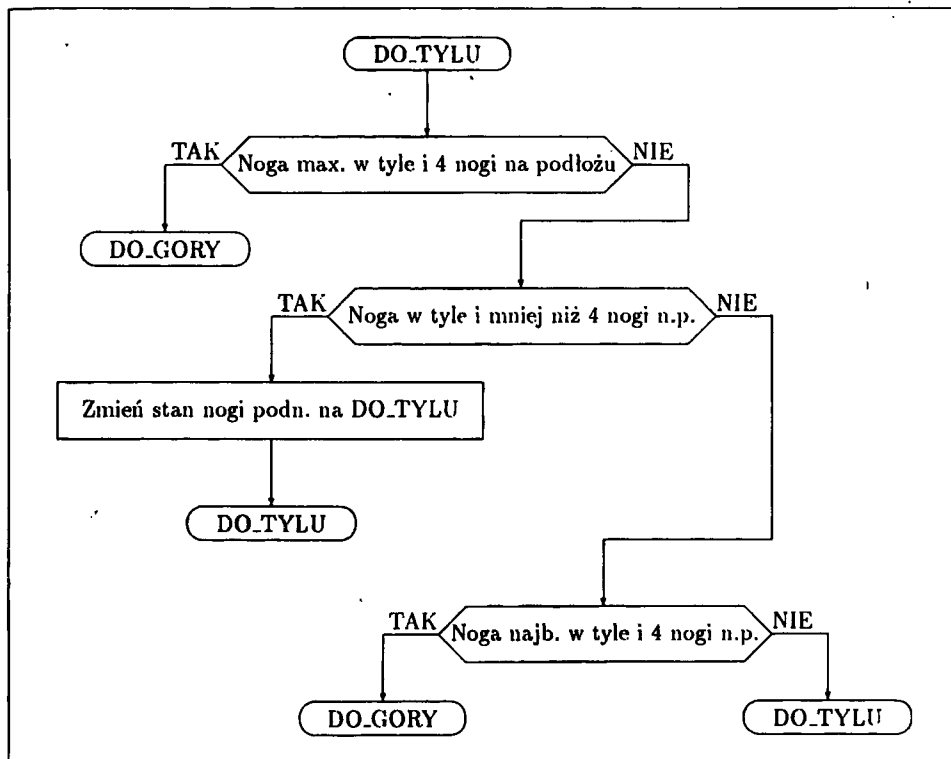 DO_TYLU
TAK
Noga max. w tyle i 4 nogi na podłożu
NIE
DO_GORY
TAK
Noga w tyle i mniej niż 4 nogi n.p.
NIE
Zmień stan nogi podn. na DO_TYLU
DO_TYLU
TAK
Noga najb. w tyle i 4 nogi n.p.
NIE
DO_GORY
DO_TYLU